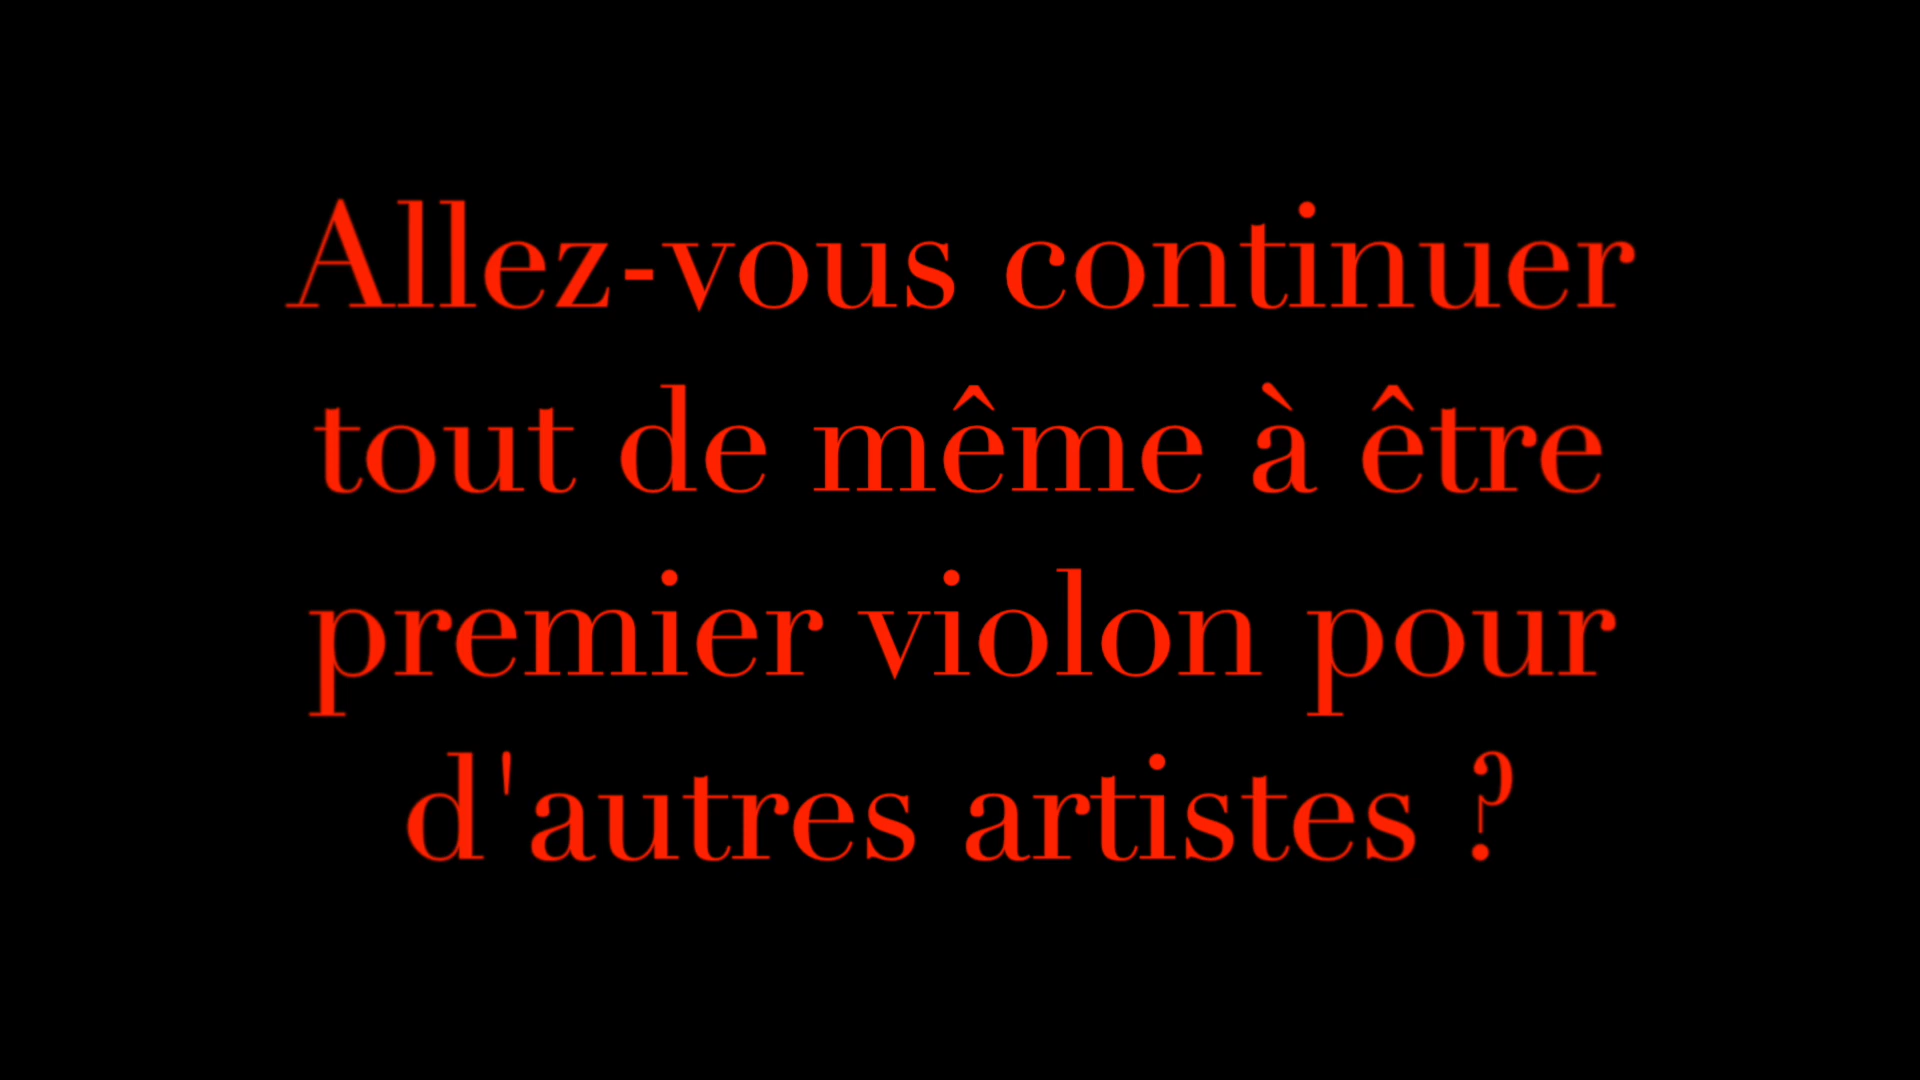 Allez-vous continuer
tout de même à être
premier violon pour
d'autres artistes ?